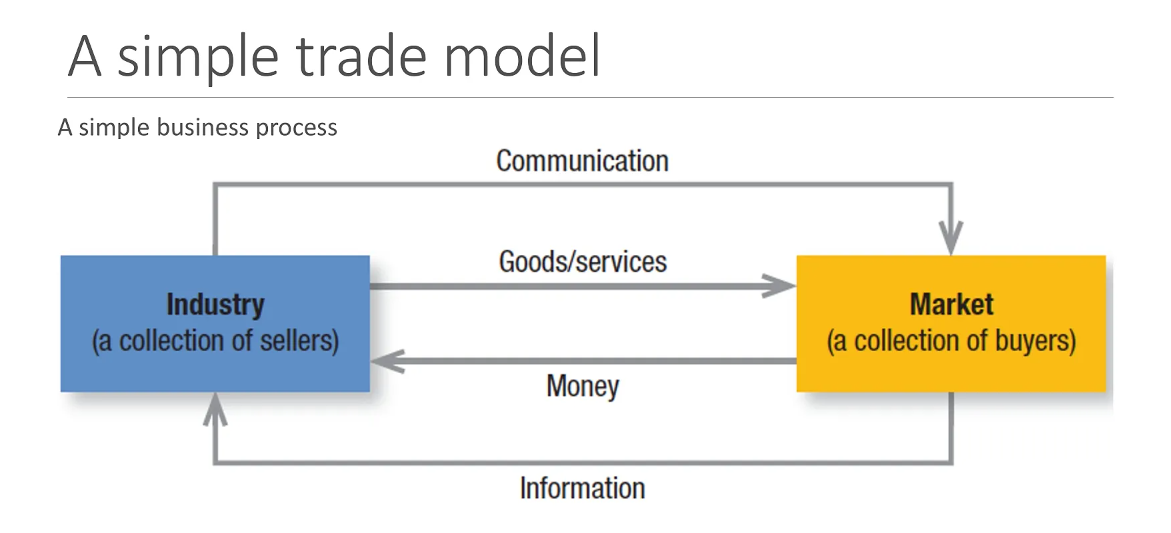 A simple trade model
A simple business process
Communication
Goods/services
Industry
(a collection of sellers)
Market
(a collection of buyers)
Money
Information